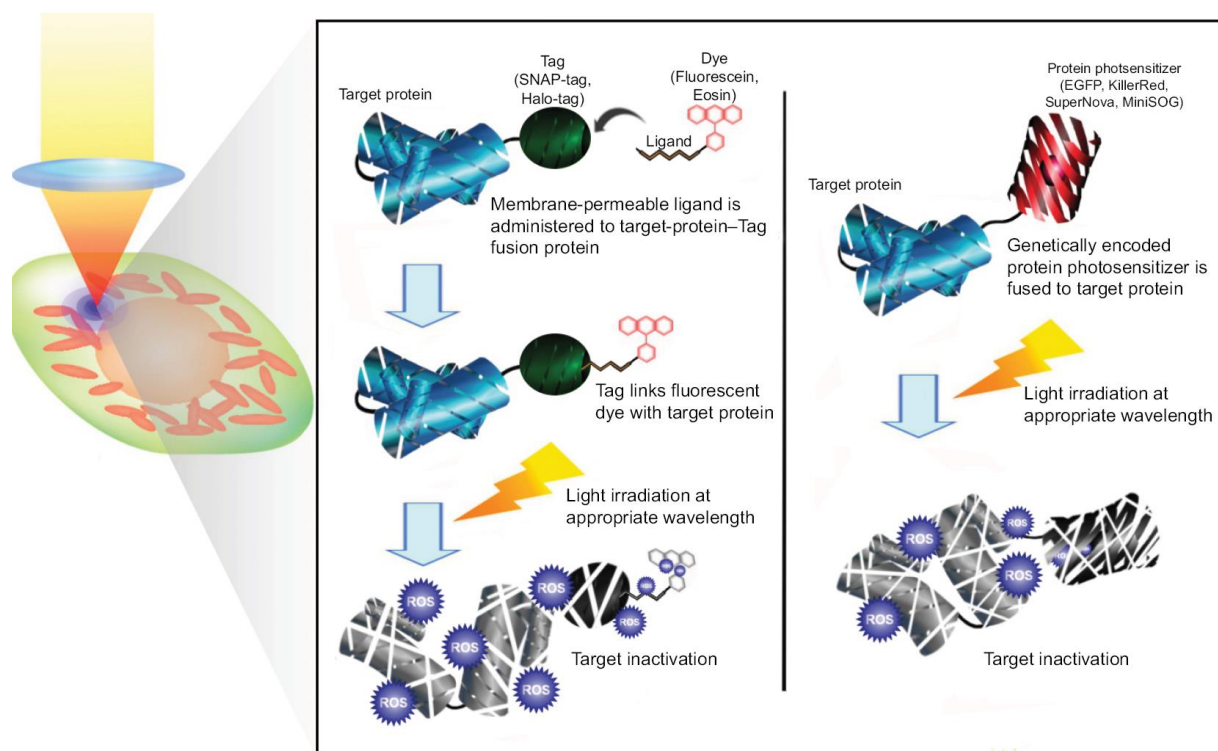 Target protein
Tag
(SNAP-tag,
Halo-tag)
Dye
(Fluorescein,
Eosin)
Ligand
Membrane-permeable ligand is
administered to target-protein–Tag
fusion protein
Tag links fluorescent
dye with target protein
Light irradiation at
appropriate wavelength
ROS
ROS
ROS
ROS
ROS
ROS
Target inactivation
Protein photsensitizer
(EGFP, KillerRed,
SuperNova, MiniSOG)
Target protein
Genetically encoded
protein photosensitizer is
fused to target protein
Light irradiation at
appropriate wavelength
ROS
ROS
ROS
ROS
Target inactivation